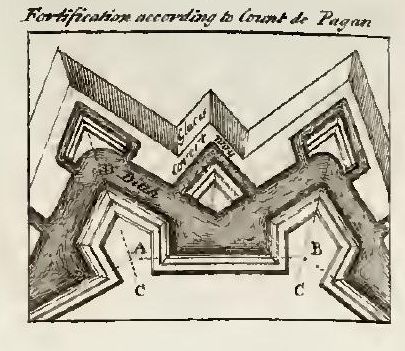 Fortification according to Count de Pagan
Glacis
Covert Way
Ditch
A
B
C
C